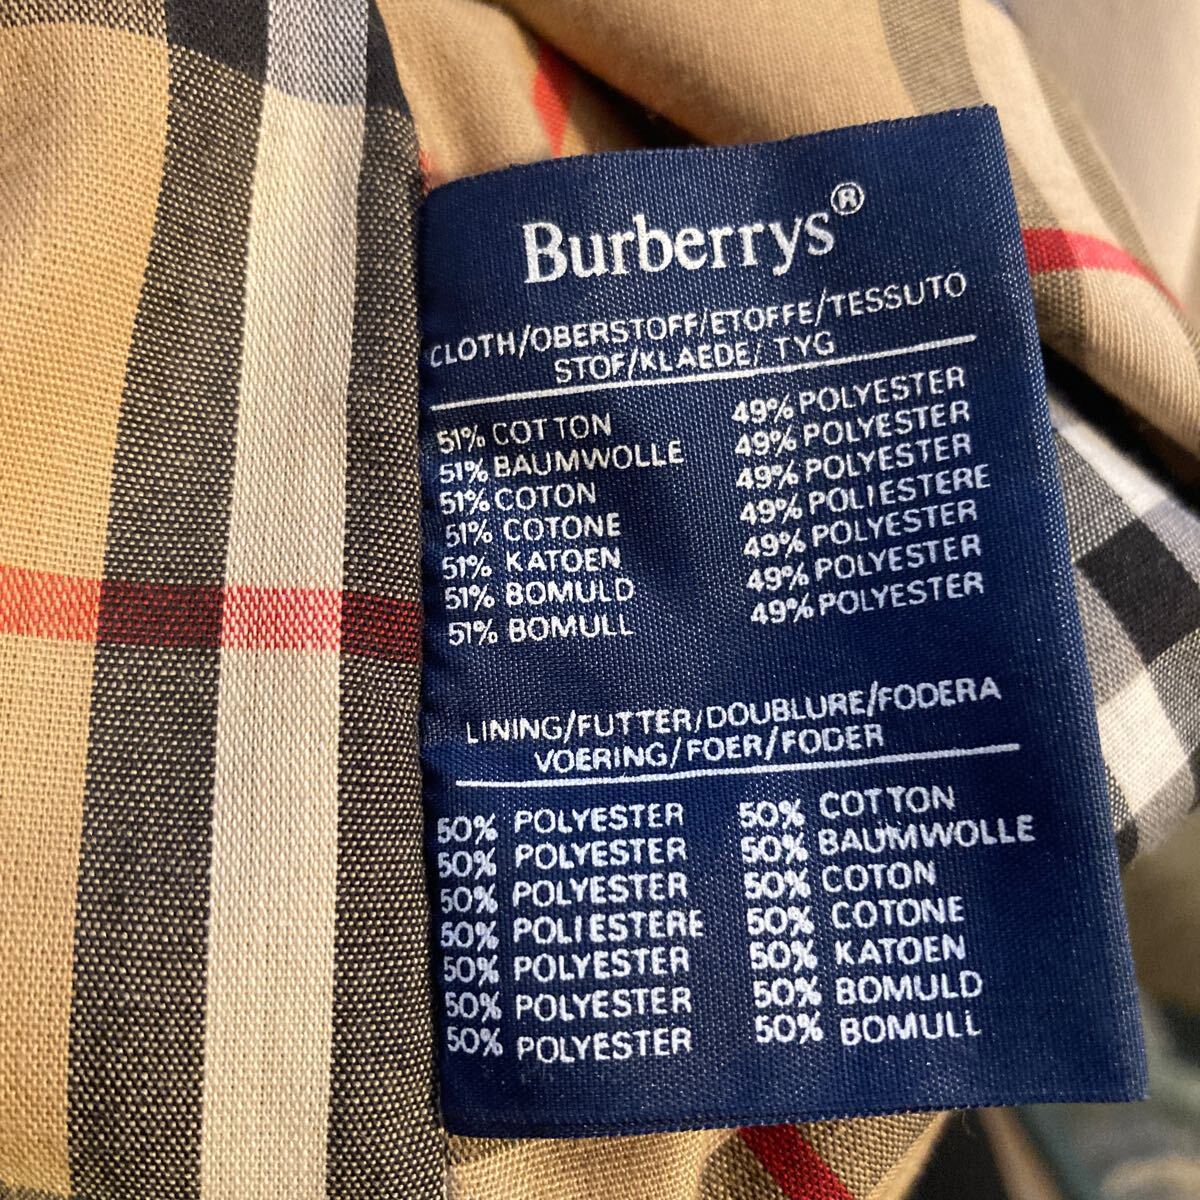 Burberrys®
CLOTH/OBERSTOFF/ETOFFE/TESSUTO
STOF/KLAEDE/ TYG
51% COTTON 49% POLYESTER
51% BAUMWOLLE 49% POLYESTER
51% COTON 49% POLYESTER
51% COTONE 49% POLIESTERE
51% KATOEN 49% POLYESTER
51% BOMULD 49% POLYESTER
51% BOMULL 49% POLYESTER
LINING/FUTTER/DOUBLURE/FODERA
VOERING/FOER/FODER
50% POLYESTER 50% COTTON
50% POLYESTER 50% BAUMWOLLE
50% POLYESTER 50% COTON
50% POLIESTERE 50% COTONE
50% POLYESTER 50% KATOEN
50% POLYESTER 50% BOMULD
50% POLYESTER 50% BOMULL